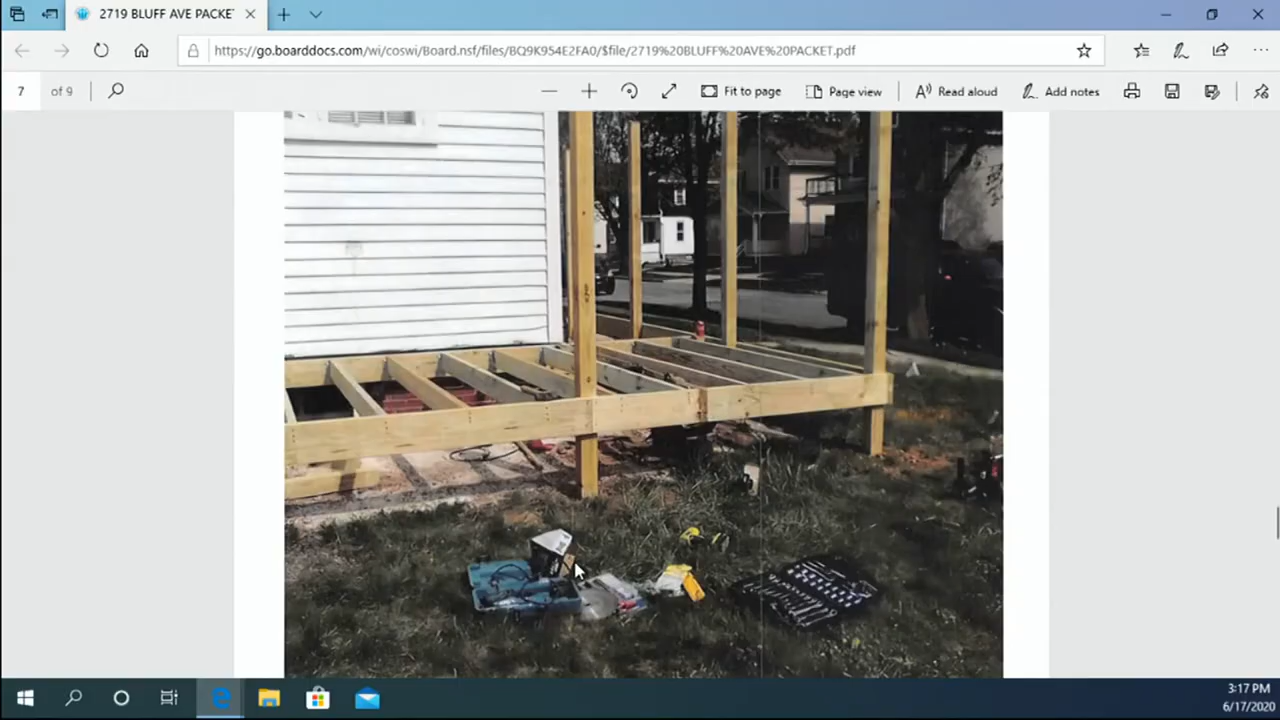 2719 BLUFF AVE PACKE
https://go.boarddocs.com/wi/coswi/Board.nsf/files/BQ9K954E2FA0/$file/2719%20BLUFF%20AVE%20PACKET.pdf
7 of 9 Fit to page Page view Read aloud Add notes
3:17 PM
6/17/2020